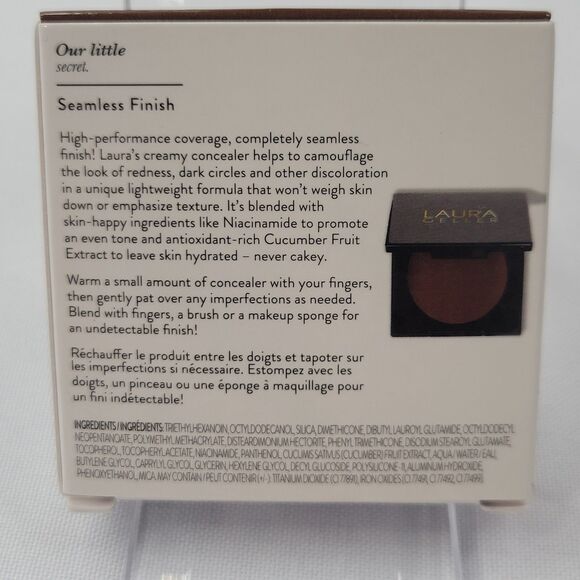 Our little
secret.
Seamless Finish
High-performance coverage, completely seamless
finish! Laura's creamy concealer helps to camouflage
the look of redness, dark circles and other discoloration
in a unique lightweight formula that won't weigh skin
down or emphasize texture. It's blended with
skin-happy ingredients like Niacinamide to promote
an even tone and antioxidant-rich Cucumber Fruit
Extract to leave skin hydrated – never cakey.
LAURA
GELLER
Warm a small amount of concealer with your fingers,
then gently pat over any imperfections as needed.
Blend with fingers, a brush or a makeup sponge for
an undetectable finish!
Réchauffer le produit entre les doigts et tapoter sur
les imperfections si nécessaire. Estompez avec les
doigts, un pinceau ou une éponge à maquillage pour
un fini indétectable!
INGREDIENTS / INGRÉDIENTS: TRIETHYLHEXANOIN, OCTYLDODECANOL, SILICA, DIMETHICONE, DIBUTYL LAUROYL GLUTAMIDE, OCTYLDODECYL
NEOPENTANOATE, POLYMETHYL METHACRYLATE, DISTEARDIMONIUM HECTORITE, PHENYL TRIMETHICONE, DISODIUM STEAROYL GLUTAMATE,
TOCOPHEROL, TOCOPHERYL ACETATE, NIACINAMIDE, PANTHENOL, CUCUMIS SATIVUS (CUCUMBER) FRUIT EXTRACT, AQUA / WATER / EAU,
BUTYLENE GLYCOL, CAPRYLYL GLYCOL, GLYCERIN, HEXYLENE GLYCOL, DECYL GLUCOSIDE, POLYSILICONE-11, ALUMINUM HYDROXIDE,
PHENOXYETHANOL, MICA. MAY CONTAIN / PEUT CONTENIR (+/-): TITANIUM DIOXIDE (CI 77891), IRON OXIDES (CI 77491, CI 77492, CI 77499).